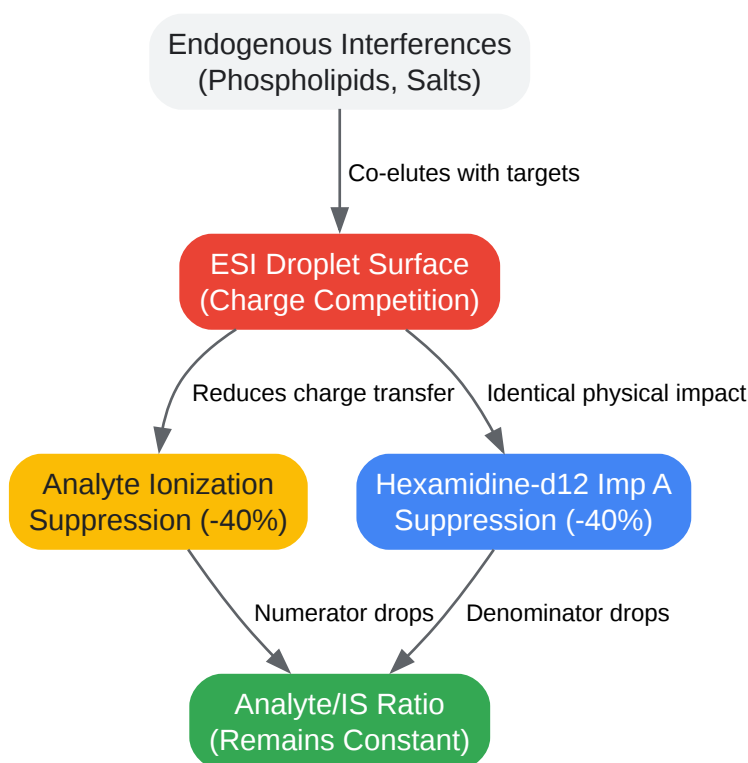 Endogenous Interferences
(Phospholipids, Salts)
Co-elutes with targets
ESI Droplet Surface
(Charge Competition)
Reduces charge transfer
Identical physical impact
Analyte Ionization
Suppression (-40%)
Hexamidine-d12 Imp A
Suppression (-40%)
Numerator drops
Denominator drops
Analyte/IS Ratio
(Remains Constant)